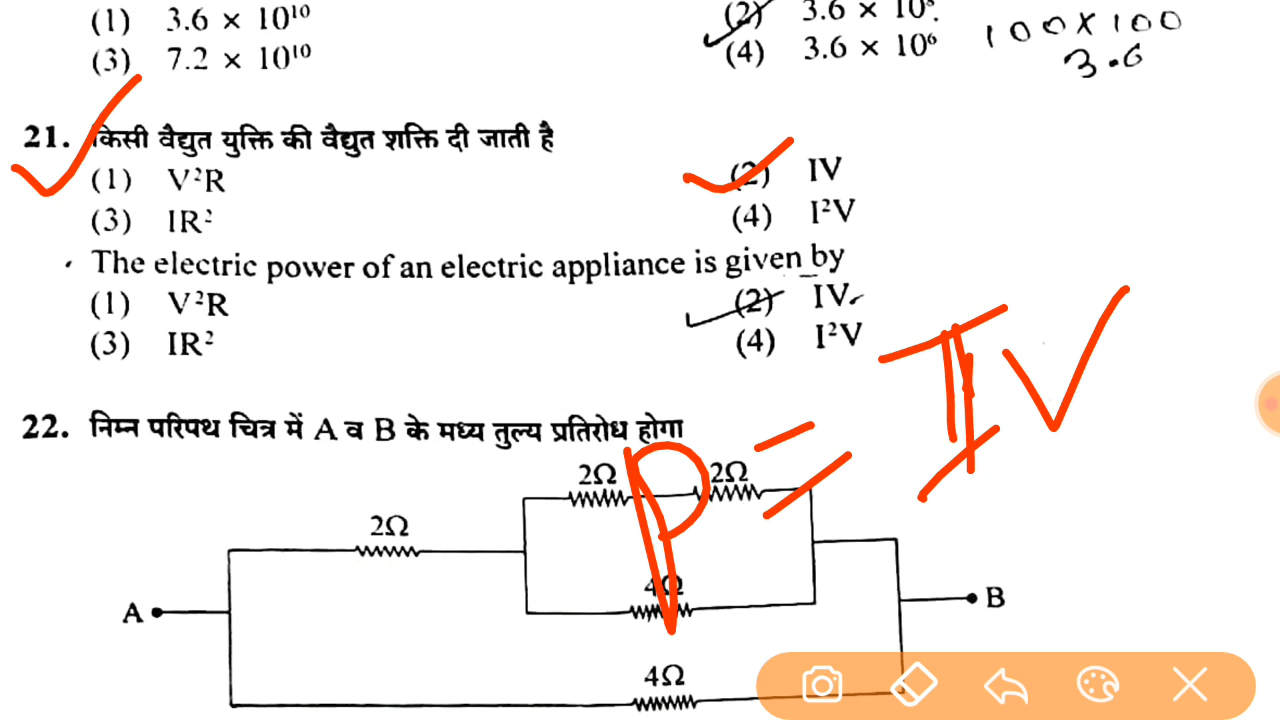 (1) 3.6 × 10¹⁰ (2) 3.6 × 10⁸. 100×100
(3) 7.2 × 10¹⁰ (4) 3.6 × 10⁶ 3.6
21. किसी वैद्युत युक्ति की वैद्युत शक्ति दी जाती है
(1) V²R (2) IV
(3) IR² (4) I²V
The electric power of an electric appliance is given by
(1) V²R (2) IV
(3) IR² (4) I²V
P = IV
22. निम्न परिपथ चित्र में A व B के मध्य तुल्य प्रतिरोध होगा
2Ω 2Ω
2Ω
4Ω
A B
4Ω